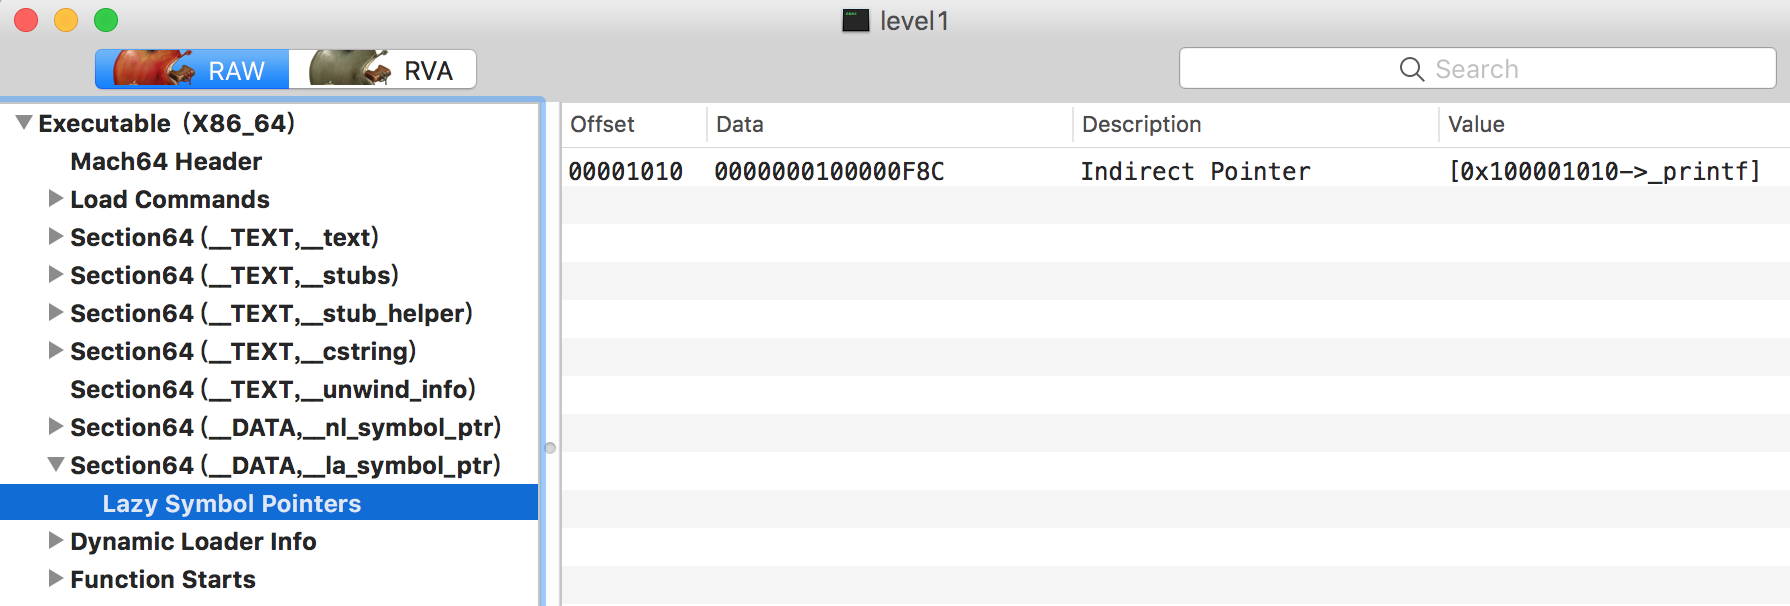 level1
RAW RVA Search
Executable (X86_64)
Mach64 Header
Load Commands
Section64 (__TEXT,__text)
Section64 (__TEXT,__stubs)
Section64 (__TEXT,__stub_helper)
Section64 (__TEXT,__cstring)
Section64 (__TEXT,__unwind_info)
Section64 (__DATA,__nl_symbol_ptr)
Section64 (__DATA,__la_symbol_ptr)
Lazy Symbol Pointers
Dynamic Loader Info
Function Starts
Offset Data Description Value
00001010 0000000100000F8C Indirect Pointer [0x100001010->_printf]